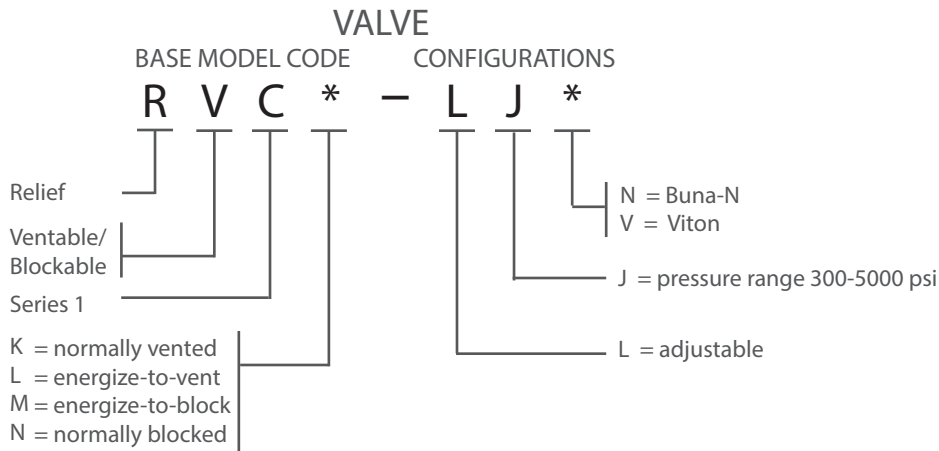 VALVE
BASE MODEL CODE CONFIGURATIONS
R V C * – L J *
Relief
Ventable/
Blockable
Series 1
K = normally vented
L = energize-to-vent
M = energize-to-block
N = normally blocked
N = Buna-N
V = Viton
J = pressure range 300-5000 psi
L = adjustable